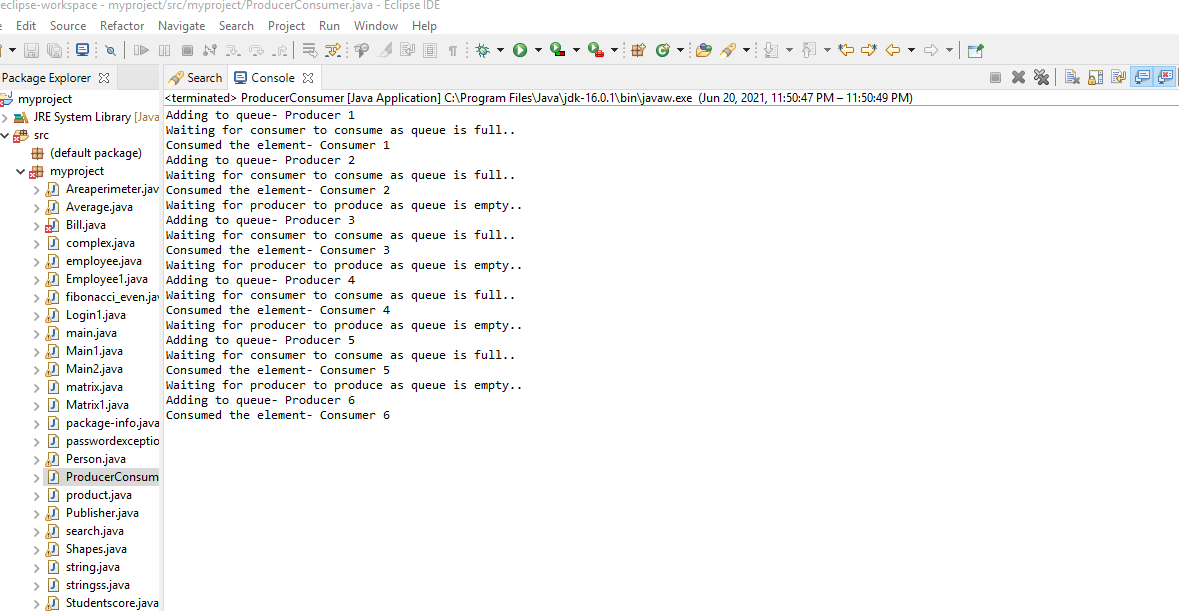 eclipse-workspace - myproject/src/myproject/ProducerConsumer.java - Eclipse IDE
Edit Source Refactor Navigate Search Project Run Window Help
Package Explorer
Search Console
<terminated> ProducerConsumer [Java Application] C:\Program Files\Java\jdk-16.0.1\bin\javaw.exe (Jun 20, 2021, 11:50:47 PM – 11:50:49 PM)
myproject
JRE System Library [Java
src
(default package)
myproject
Areaperimeter.jav
Average.java
Bill.java
complex.java
employee.java
Employee1.java
fibonacci_even.jav
Login1.java
main.java
Main1.java
Main2.java
matrix.java
Matrix1.java
package-info.java
passwordexceptio
Person.java
ProducerConsum
product.java
Publisher.java
search.java
Shapes.java
string.java
stringss.java
Studentscore.java
Adding to queue- Producer 1
Waiting for consumer to consume as queue is full..
Consumed the element- Consumer 1
Adding to queue- Producer 2
Waiting for consumer to consume as queue is full..
Consumed the element- Consumer 2
Waiting for producer to produce as queue is empty..
Adding to queue- Producer 3
Waiting for consumer to consume as queue is full..
Consumed the element- Consumer 3
Waiting for producer to produce as queue is empty..
Adding to queue- Producer 4
Waiting for consumer to consume as queue is full..
Consumed the element- Consumer 4
Waiting for producer to produce as queue is empty..
Adding to queue- Producer 5
Waiting for consumer to consume as queue is full..
Consumed the element- Consumer 5
Waiting for producer to produce as queue is empty..
Adding to queue- Producer 6
Consumed the element- Consumer 6